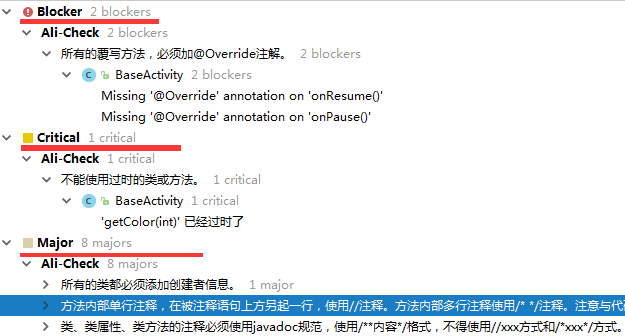 Blocker 2 blockers
Ali-Check 2 blockers
所有的覆写方法，必须加@Override注解。 2 blockers
BaseActivity 2 blockers
Missing '@Override' annotation on 'onResume()'
Missing '@Override' annotation on 'onPause()'
Critical 1 critical
Ali-Check 1 critical
不能使用过时的类或方法。 1 critical
BaseActivity 1 critical
'getColor(int)' 已经过时了
Major 8 majors
Ali-Check 8 majors
所有的类都必须添加创建者信息。 1 major
方法内部单行注释，在被注释语句上方另起一行，使用//注释。方法内部多行注释使用/* */注释。注意与代
类、类属性、类方法的注释必须使用javadoc规范，使用/**内容*/格式，不得使用//xxx方式和/*xxx*/方式。